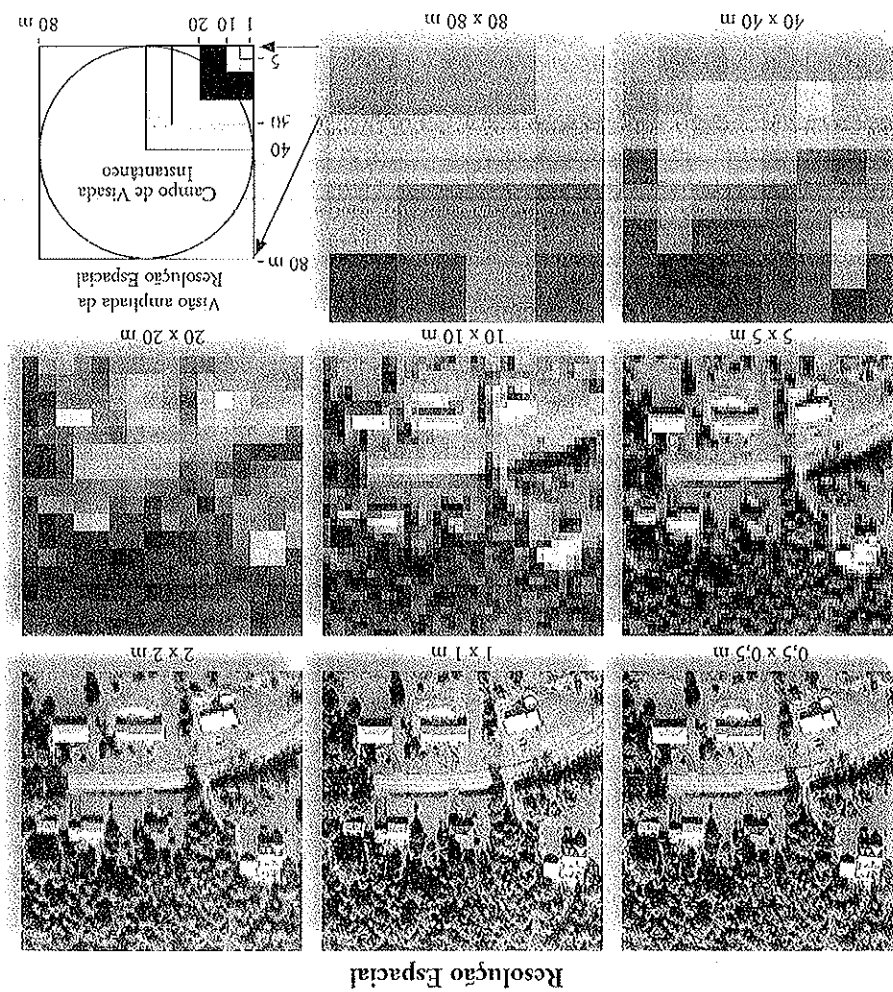 Resolução Espacial
0,5 x 0,5 m
1 x 1 m
2 x 2 m
5 x 5 m
10 x 10 m
20 x 20 m
Visão ampliada da
Resolução Espacial
80 m
Campo de Visada
Instantâneo
40
30
5
1 10 20 80 m
40 x 40 m
80 x 80 m